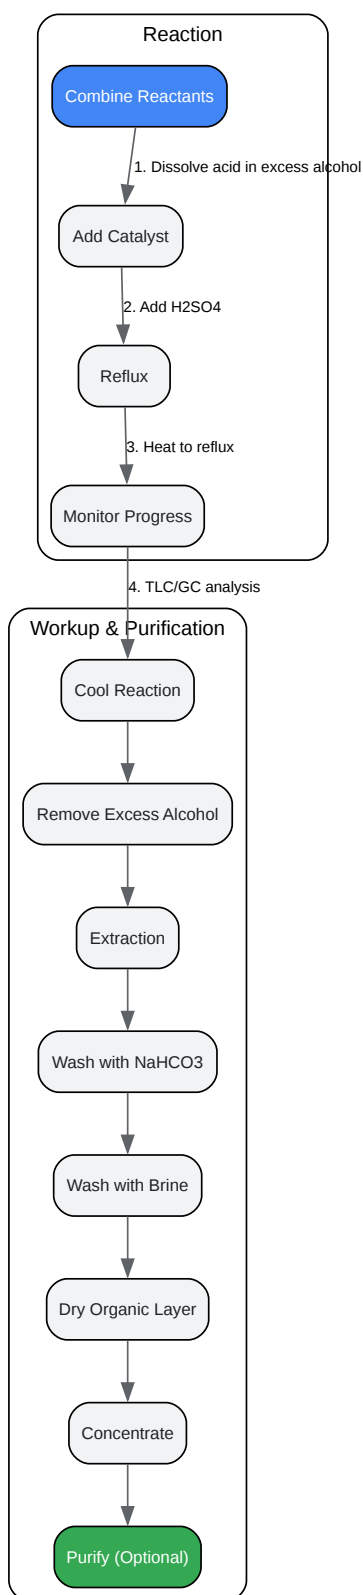 Reaction
Combine Reactants
1. Dissolve acid in excess alcohol
Add Catalyst
2. Add H2SO4
Reflux
3. Heat to reflux
Monitor Progress
4. TLC/GC analysis
Workup & Purification
Cool Reaction
Remove Excess Alcohol
Extraction
Wash with NaHCO3
Wash with Brine
Dry Organic Layer
Concentrate
Purify (Optional)